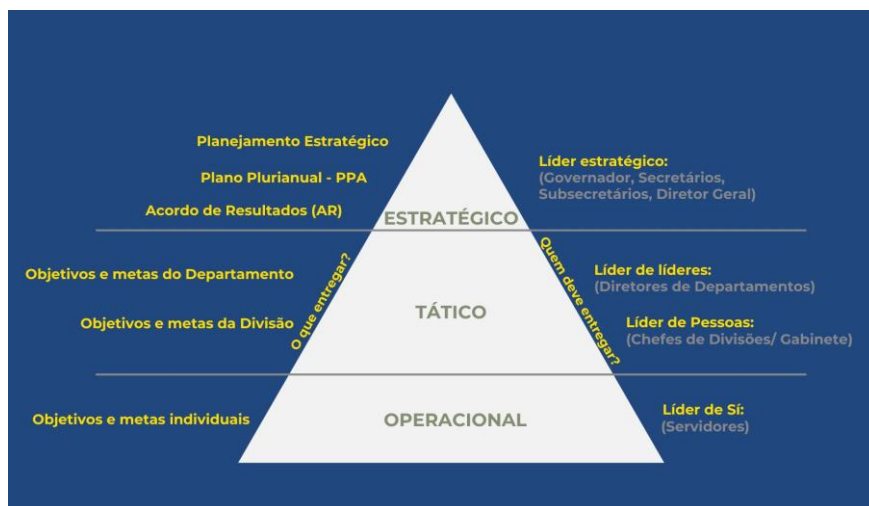 Planejamento Estratégico
Plano Plurianual - PPA
Acordo de Resultados (AR)
ESTRATÉGICO
Líder estratégico:
(Governador, Secretários,
Subsecretários, Diretor Geral)
O que entregar?
Quem deve entregar?
Objetivos e metas do Departamento
Objetivos e metas da Divisão
TÁTICO
Líder de líderes:
(Diretores de Departamentos)
Líder de Pessoas:
(Chefes de Divisões/ Gabinete)
Objetivos e metas individuais
OPERACIONAL
Líder de Sí:
(Servidores)